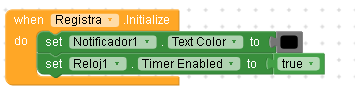 when Registra .Initialize
do set Notificador1 . Text Color to
set Reloj1 . Timer Enabled to true